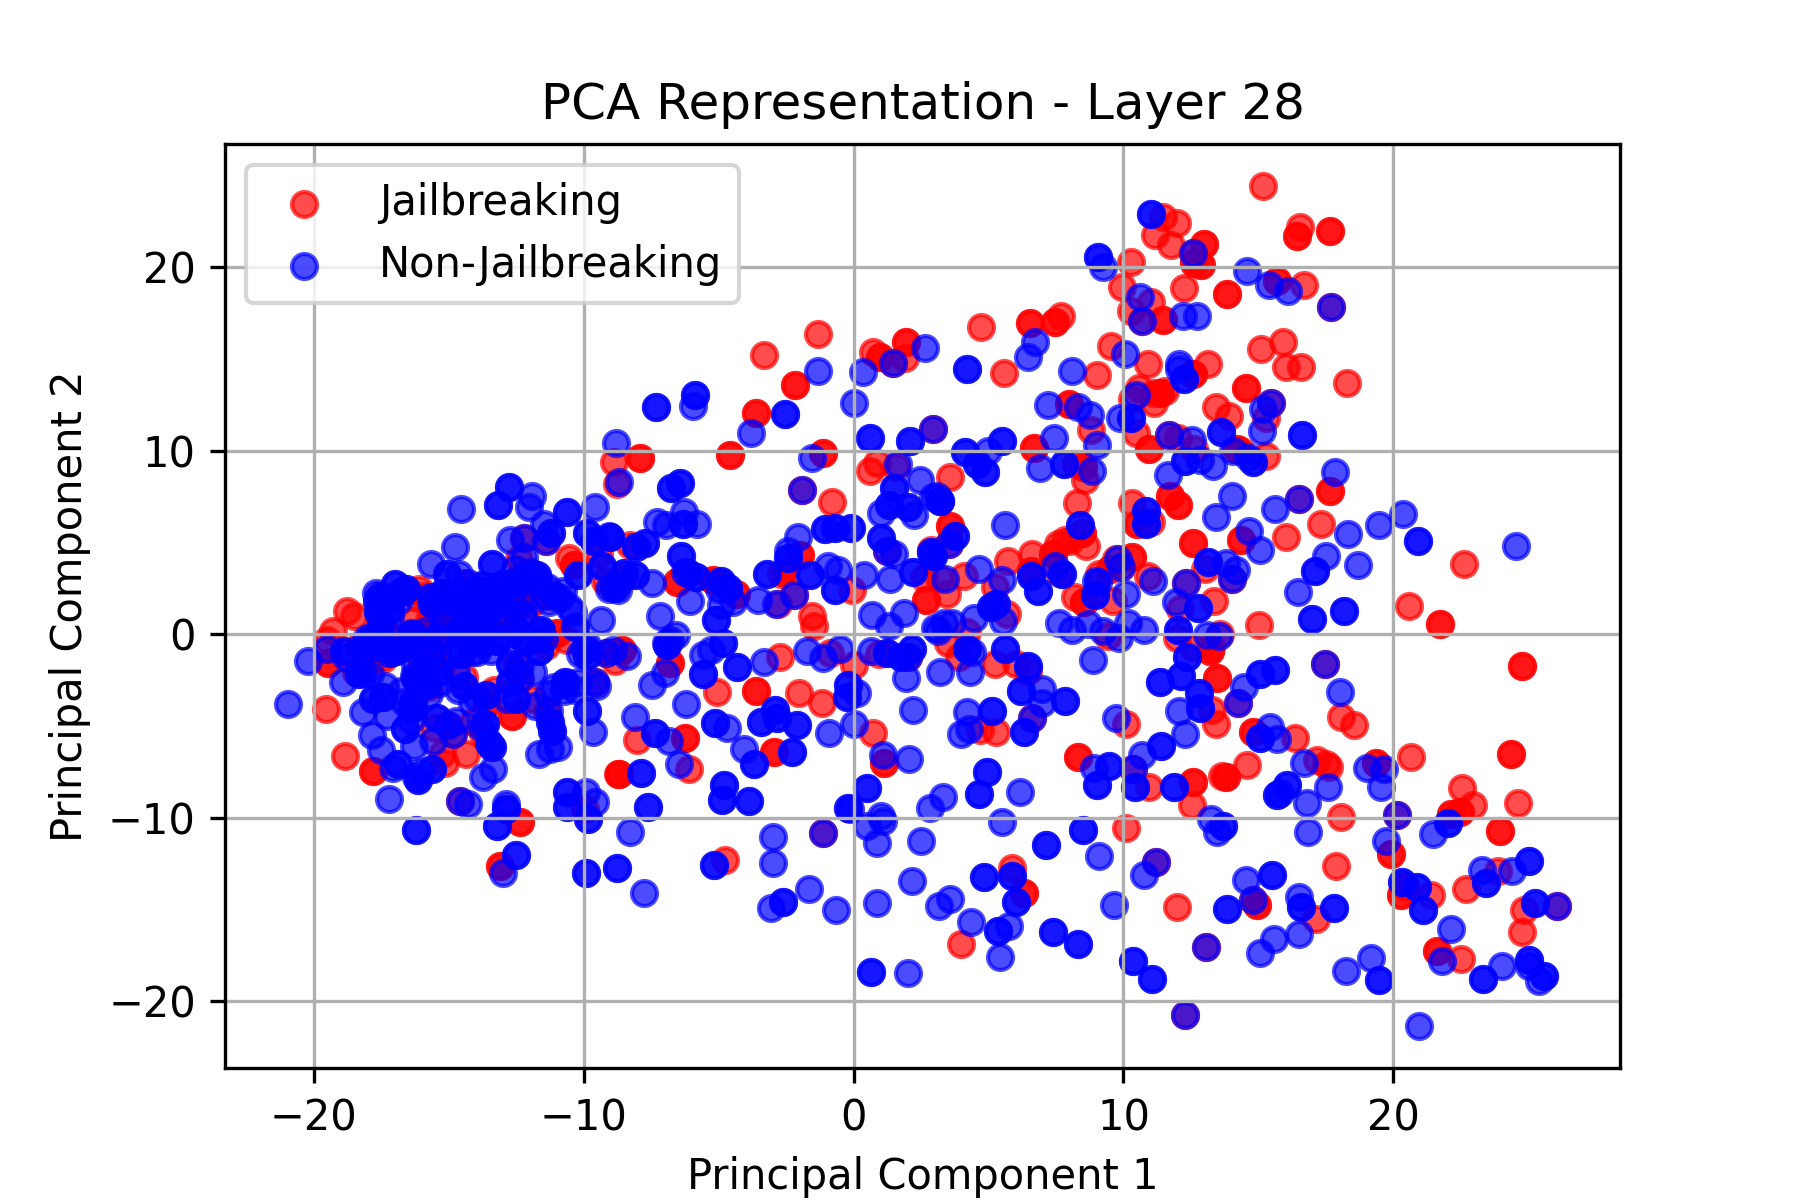 PCA Representation - Layer 28
Jailbreaking
Non-Jailbreaking
Principal Component 2
20
10
0
−10
−20
−20 −10 0 10 20
Principal Component 1